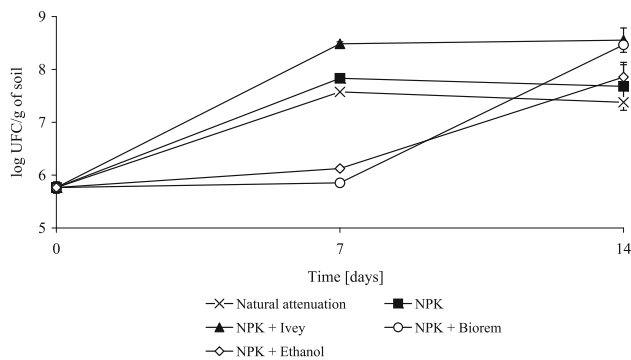 9
8
7
6
5
log UFC/g of soil
0 7 14
Time [days]
Natural attenuation NPK
NPK + Ivey NPK + Biorem
NPK + Ethanol